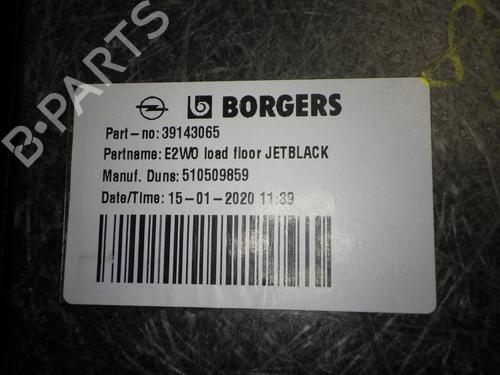 BORGERS
Part-no: 39143065
Partname: E2WO load floor JETBLACK
Manuf. Duns: 510509859
Date/Time: 15-01-2020 11:39
B-PARTS